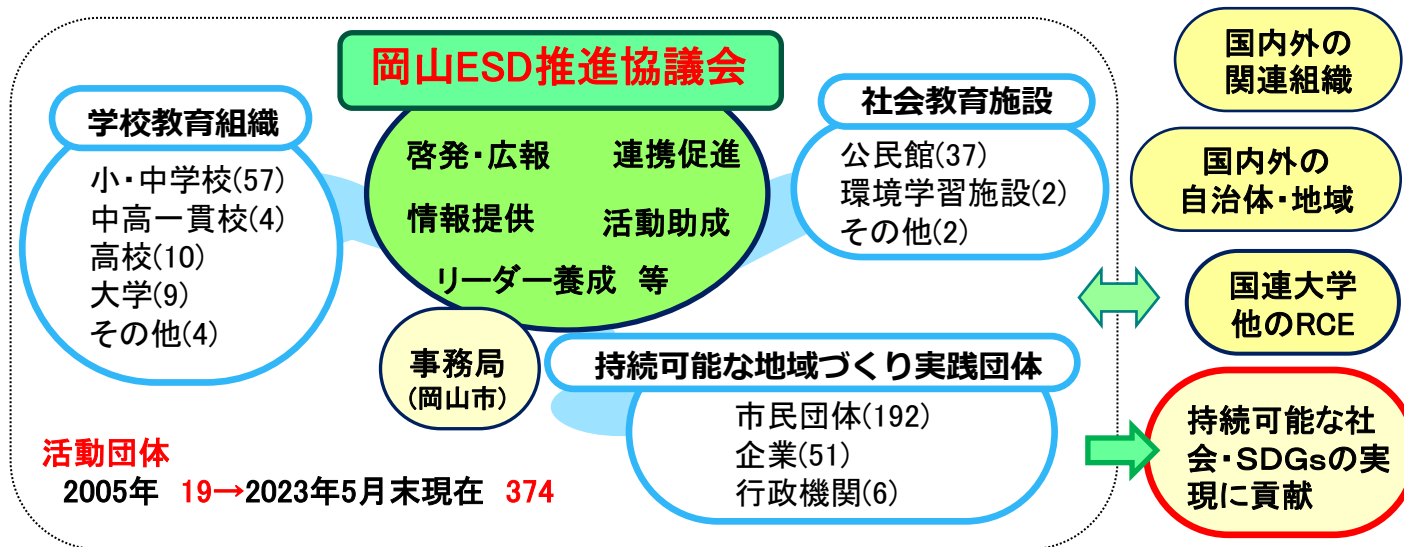 岡山ESD推進協議会
啓発・広報 連携促進
情報提供 活動助成
リーダー養成 等
学校教育組織
小・中学校(57)
中高一貫校(4)
高校(10)
大学(9)
その他(4)
社会教育施設
公民館(37)
環境学習施設(2)
その他(2)
事務局
(岡山市)
持続可能な地域づくり実践団体
市民団体(192)
企業(51)
行政機関(6)
活動団体
2005年 19→2023年5月末現在 374
国内外の
関連組織
国内外の
自治体・地域
国連大学
他のRCE
持続可能な社
会・SDGsの実
現に貢献